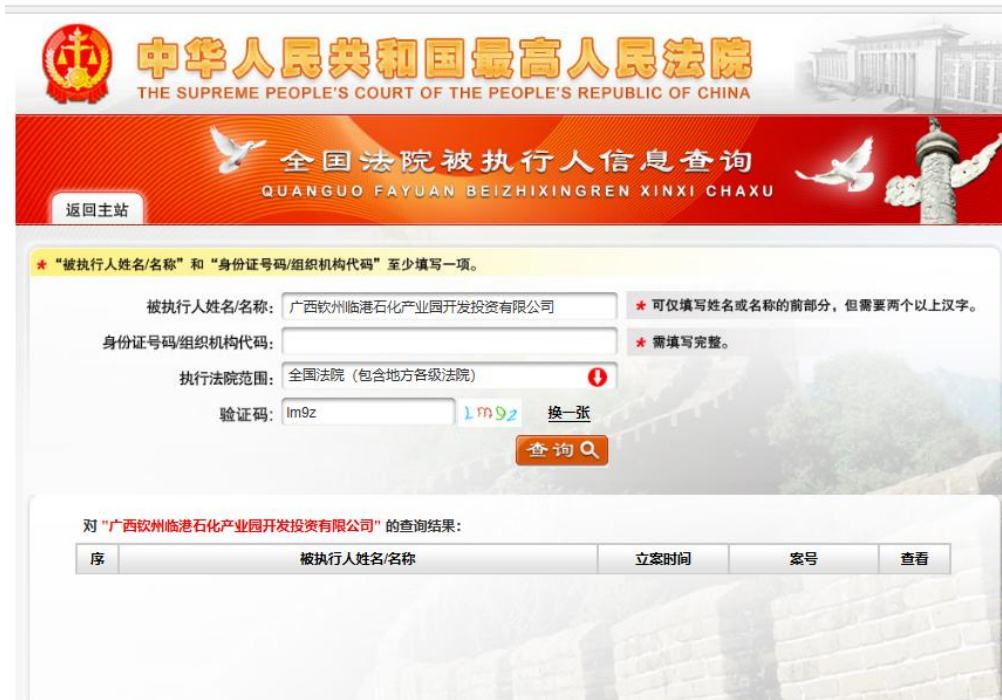 中华人民共和国最高人民法院
THE SUPREME PEOPLE'S COURT OF THE PEOPLE'S REPUBLIC OF CHINA
全国法院被执行人信息查询
QUANGUO FAYUAN BEIZHIXINGREN XINXI CHAXU
返回主站
* “被执行人姓名/名称” 和 “身份证号码/组织机构代码” 至少填写一项。
被执行人姓名/名称: 广西钦州临港石化产业园开发投资有限公司 * 可仅填写姓名或名称的前部分，但需要两个以上汉字。
身份证号码/组织机构代码: * 需填写完整。
执行法院范围: 全国法院（包含地方各级法院）
验证码: lm9z Lm9z 换一张
查询
对 "广西钦州临港石化产业园开发投资有限公司" 的查询结果:
序 被执行人姓名/名称 立案时间 案号 查看